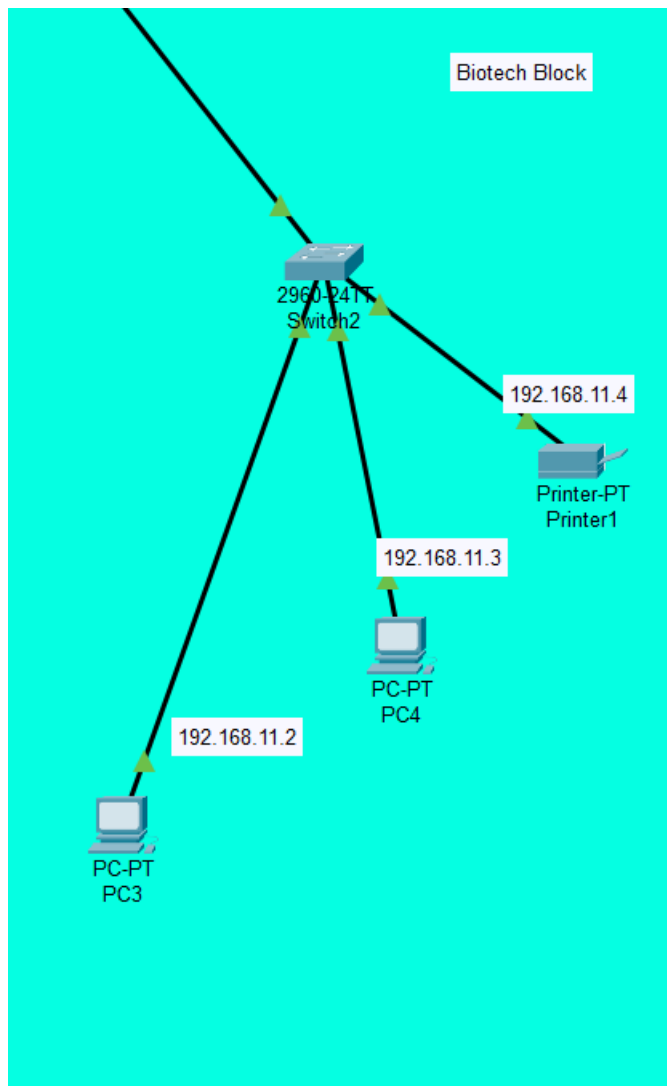 Biotech Block
2960-24TT
Switch2
192.168.11.4
Printer-PT
Printer1
192.168.11.3
PC-PT
PC4
192.168.11.2
PC-PT
PC3